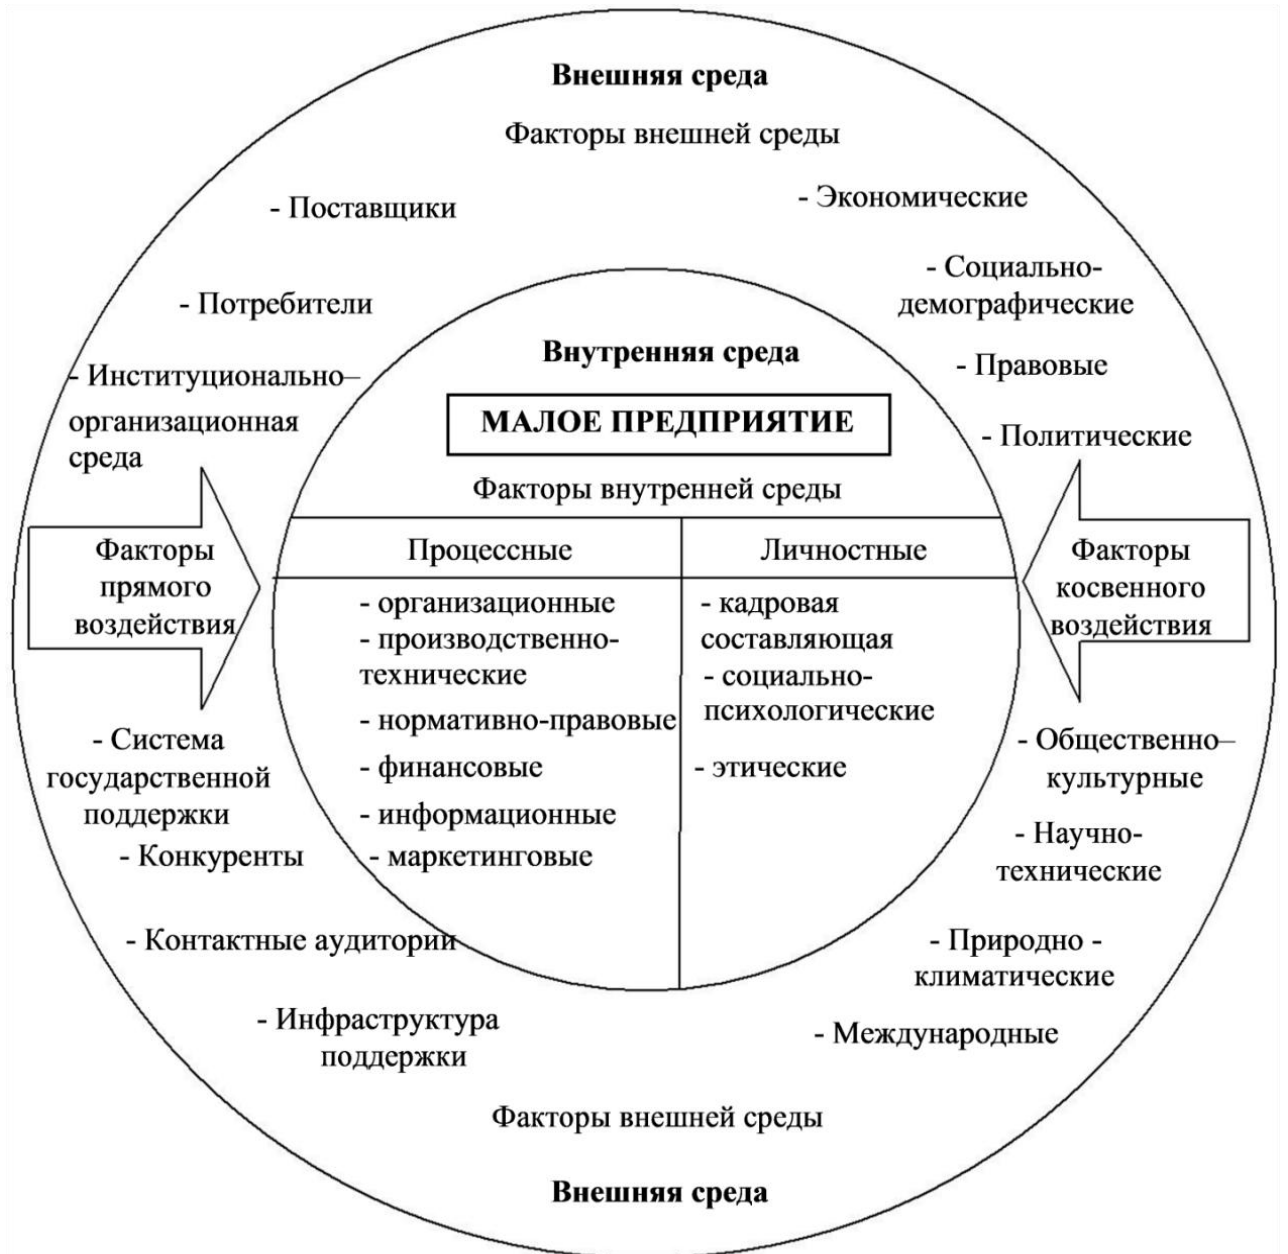 Внешняя среда
Факторы внешней среды
- Поставщики
- Экономические
- Потребители
- Социально-
демографические
- Институционально–
организационная
среда
- Правовые
- Политические
Внутренняя среда
МАЛОЕ ПРЕДПРИЯТИЕ
Факторы внутренней среды
Факторы
прямого
воздействия
Процессные
Личностные
- организационные
- производственно-
технические
- нормативно-правовые
- финансовые
- информационные
- маркетинговые
- кадровая
составляющая
- социально-
психологические
- этические
Факторы
косвенного
воздействия
- Система
государственной
поддержки
- Конкуренты
- Контактные аудитории
- Инфраструктура
поддержки
- Общественно–
культурные
- Научно-
технические
- Природно -
климатические
- Международные
Факторы внешней среды
Внешняя среда